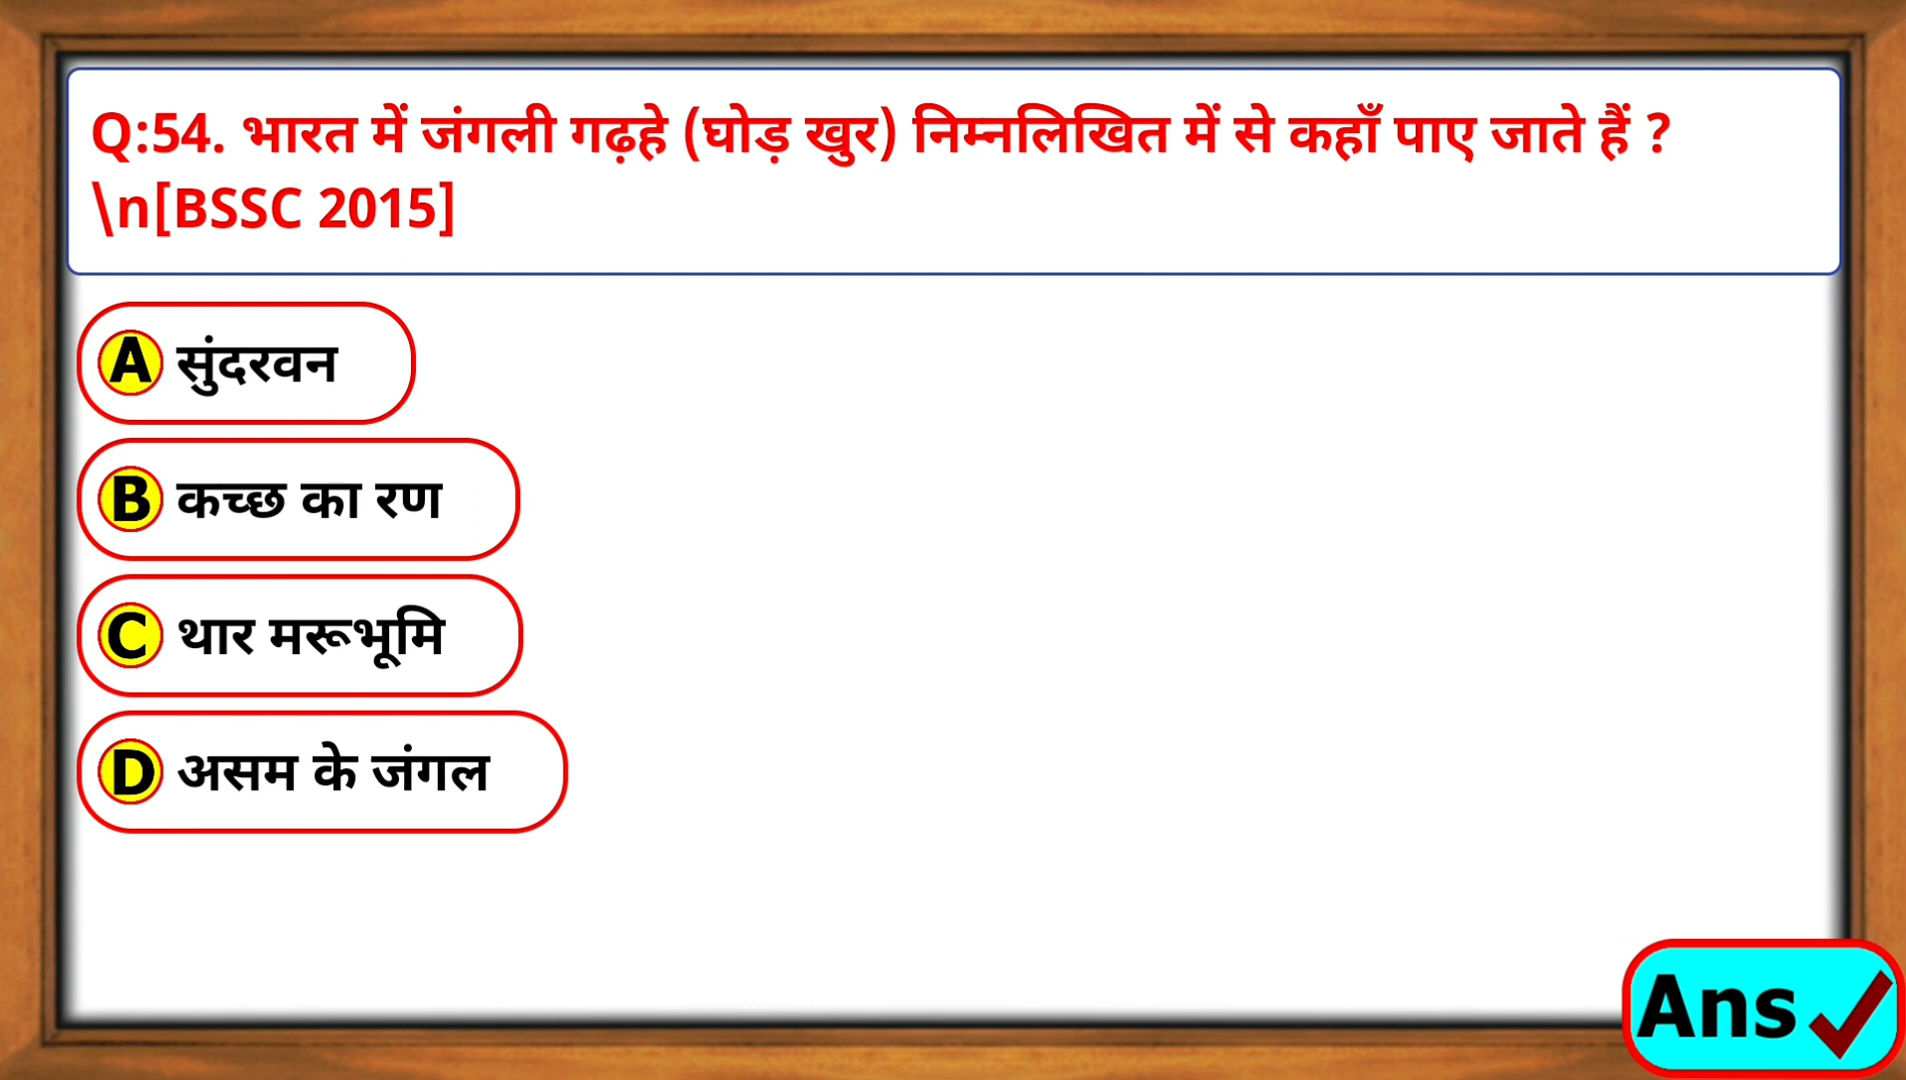 Q:54. भारत में जंगली गढ़हे (घोड़ खुर) निम्नलिखित में से कहाँ पाए जाते हैं ?
\n[BSSC 2015]
A सुंदरवन
B कच्छ का रण
C थार मरूभूमि
D असम के जंगल
Ans